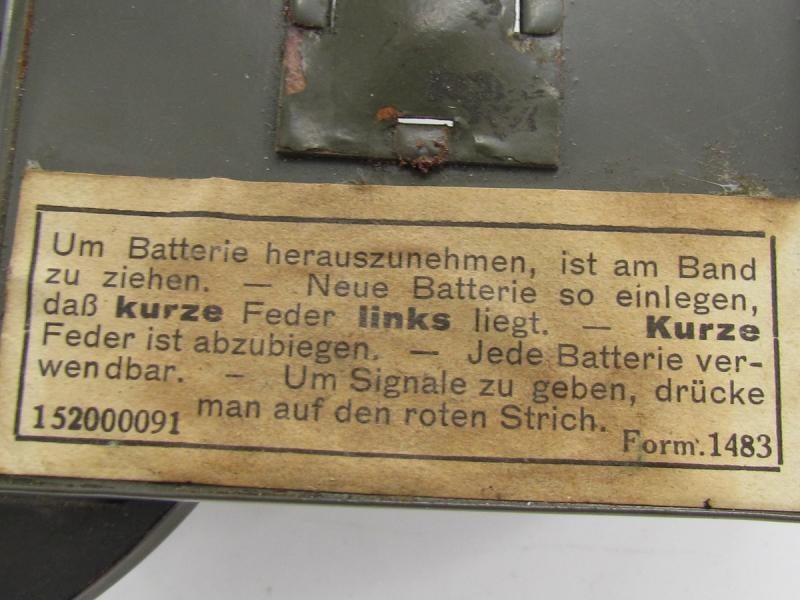 Um Batterie herauszunehmen, ist am Band
zu ziehen. — Neue Batterie so einlegen,
daß kurze Feder links liegt. — Kurze
Feder ist abzubiegen. — Jede Batterie ver-
wendbar. — Um Signale zu geben, drücke
man auf den roten Strich.
152000091
Form.1483